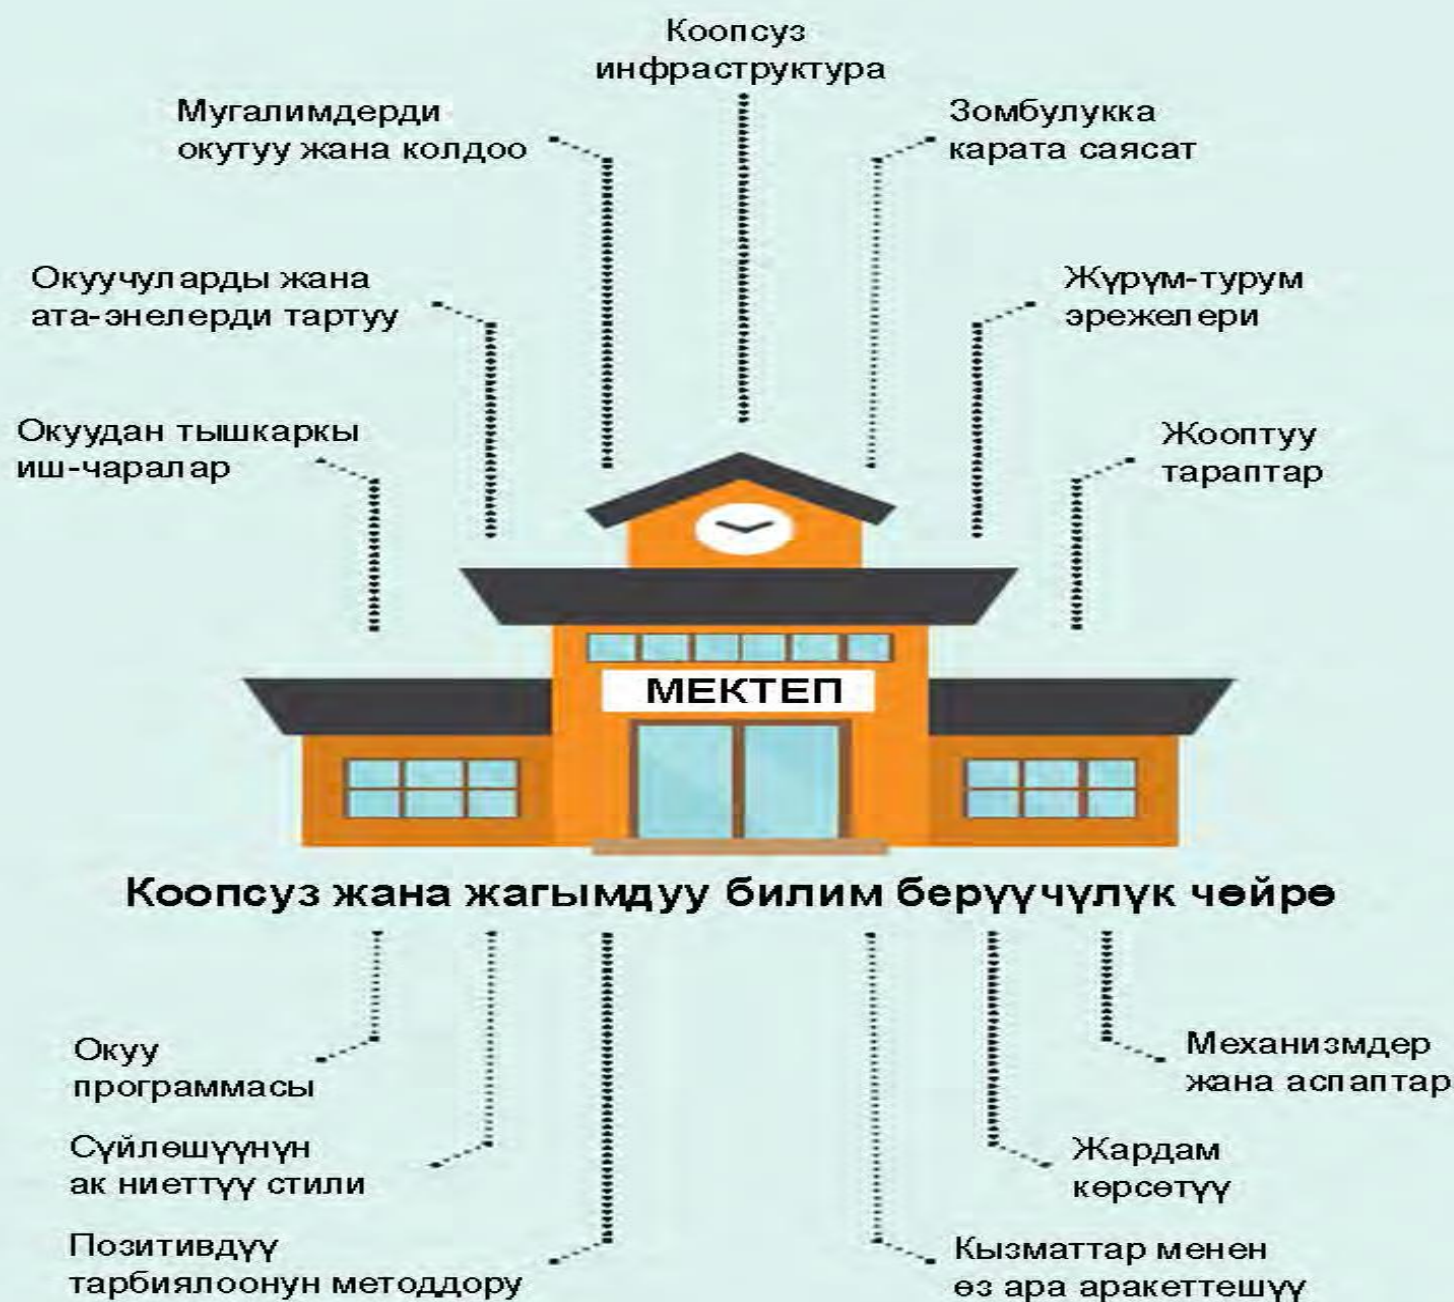 Коопсуз
инфраструктура
Мугалимдерди
окутуу жана колдоо
Зомбулукка
карата саясат
Окуучуларды жана
ата-энелерди тартуу
Жүрүм-турум
эрежелери
Окуудан тышкаркы
иш-чаралар
Жооптуу
тараптар
МЕКТЕП
Коопсуз жана жагымдуу билим берүүчүлүк чөйрө
Окуу
программасы
Механизмдер
жана аспаптар
Сүйлөшүүнүн
ак ниеттүү стили
Жардам
көрсөтүү
Позитивдүү
тарбиялоонун методдору
Кызматтар менен
өз ара аракеттешүү